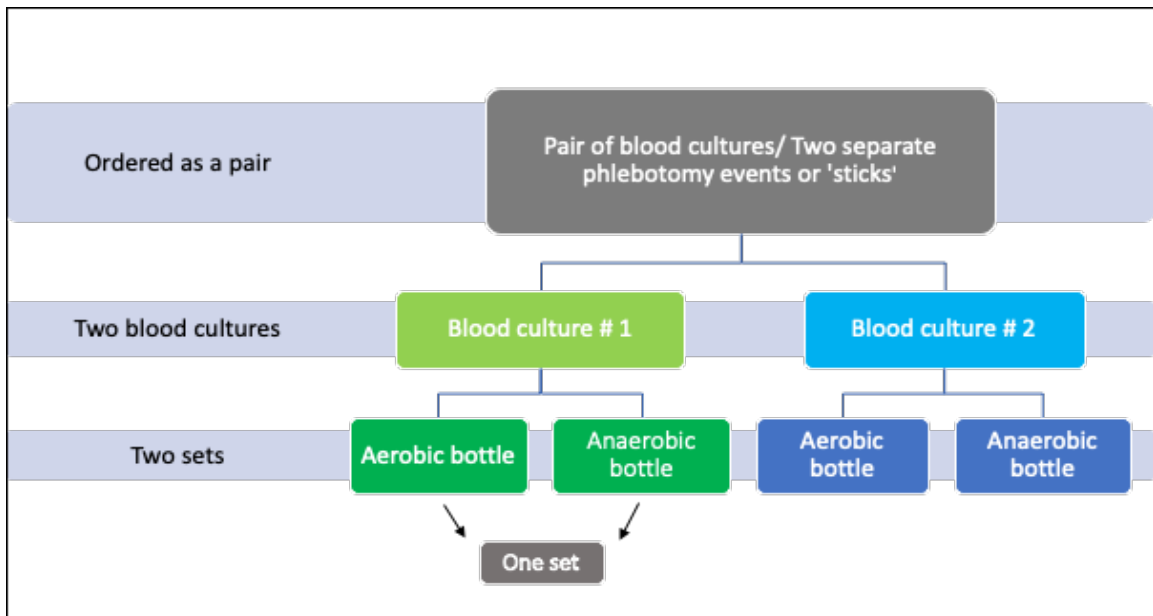 Ordered as a pair
Pair of blood cultures/ Two separate
phlebotomy events or 'sticks'
Two blood cultures
Blood culture # 1
Blood culture # 2
Two sets
Aerobic bottle
Anaerobic
bottle
Aerobic
bottle
Anaerobic
bottle
One set